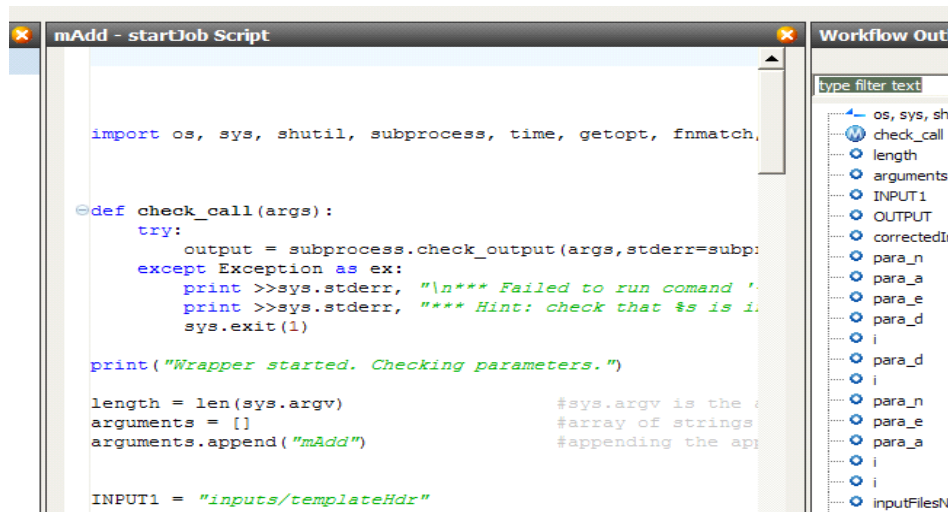 mAdd - startJob Script
import os, sys, shutil, subprocess, time, getopt, fnmatch,
def check_call(args):
try:
output = subprocess.check_output(args,stderr=
except Exception as ex:
print >>sys.stderr, "\n*** Failed to run comand '
print >>sys.stderr, "*** Hint: check that %s is
sys.exit(1)
print("Wrapper started. Checking parameters.")
length = len(sys.argv) #sys.argv is the
arguments = [] #array of strings
arguments.append("mAdd") #appending the
INPUT1 = "inputs/templateHdr"
Workflow Out
type filter text
os, sys, sh
check_call
length
arguments
INPUT1
OUTPUT
para_n
para_a
para_e
para_d
i
para_d
i
para_n
para_e
para_a
i
i
inputFilesN